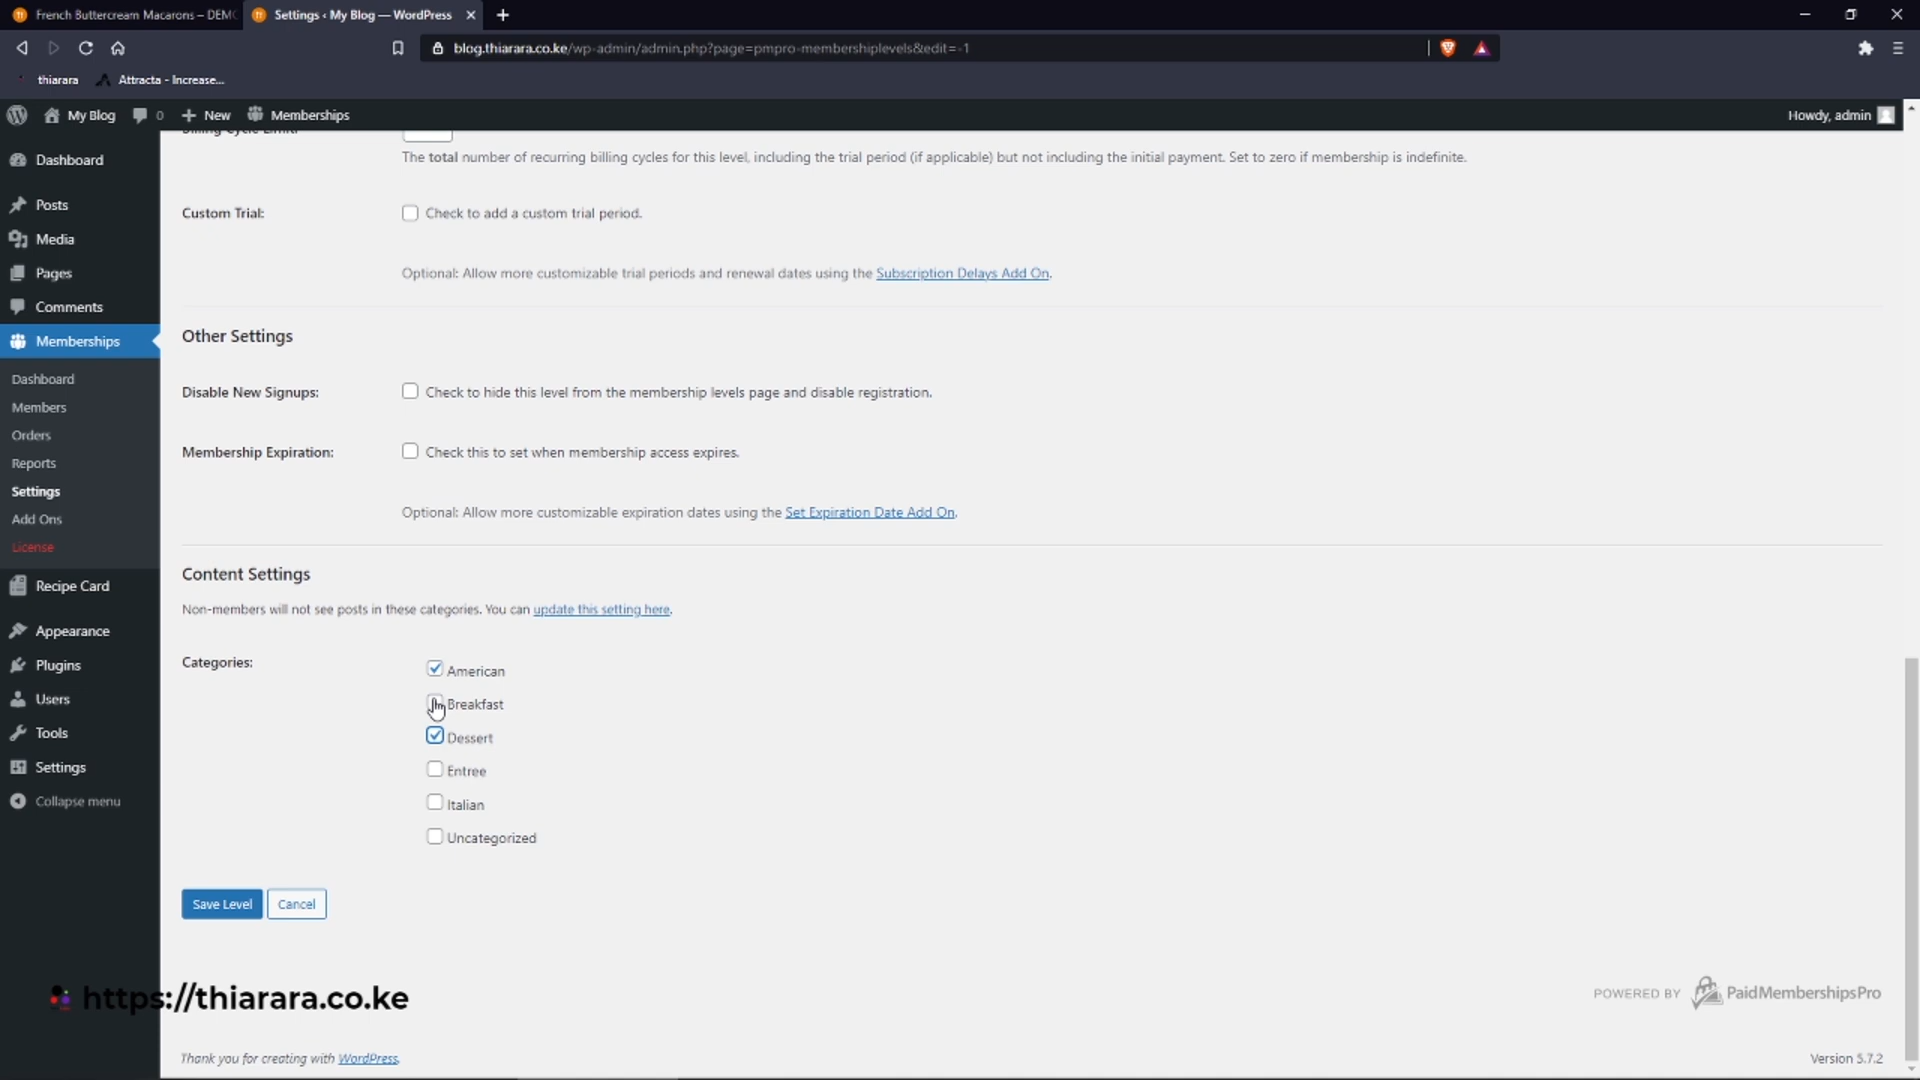 French Buttercream Macarons – DEMO
Settings ‹ My Blog — WordPress
blog.thiarara.co.ke/wp-admin/admin.php?page=pmpro-membershiplevels&edit=-1
thiarara
Attracta - Increase...
My Blog
0
New
Memberships
Howdy, admin
Dashboard
Posts
Media
Pages
Comments
Memberships
Dashboard
Members
Orders
Reports
Settings
Add Ons
License
Recipe Card
Appearance
Plugins
Users
Tools
Settings
Collapse menu
Billing Cycle Limit:
The total number of recurring billing cycles for this level, including the trial period (if applicable) but not including the initial payment. Set to zero if membership is indefinite.
Custom Trial:
Check to add a custom trial period.
Optional: Allow more customizable trial periods and renewal dates using the Subscription Delays Add On.
Other Settings
Disable New Signups:
Check to hide this level from the membership levels page and disable registration.
Membership Expiration:
Check this to set when membership access expires.
Optional: Allow more customizable expiration dates using the Set Expiration Date Add On.
Content Settings
Non-members will not see posts in these categories. You can update this setting here.
Categories:
American
Breakfast
Dessert
Entree
Italian
Uncategorized
Save Level
Cancel
https://thiarara.co.ke
POWERED BY PaidMembershipsPro
Thank you for creating with WordPress.
Version 5.7.2